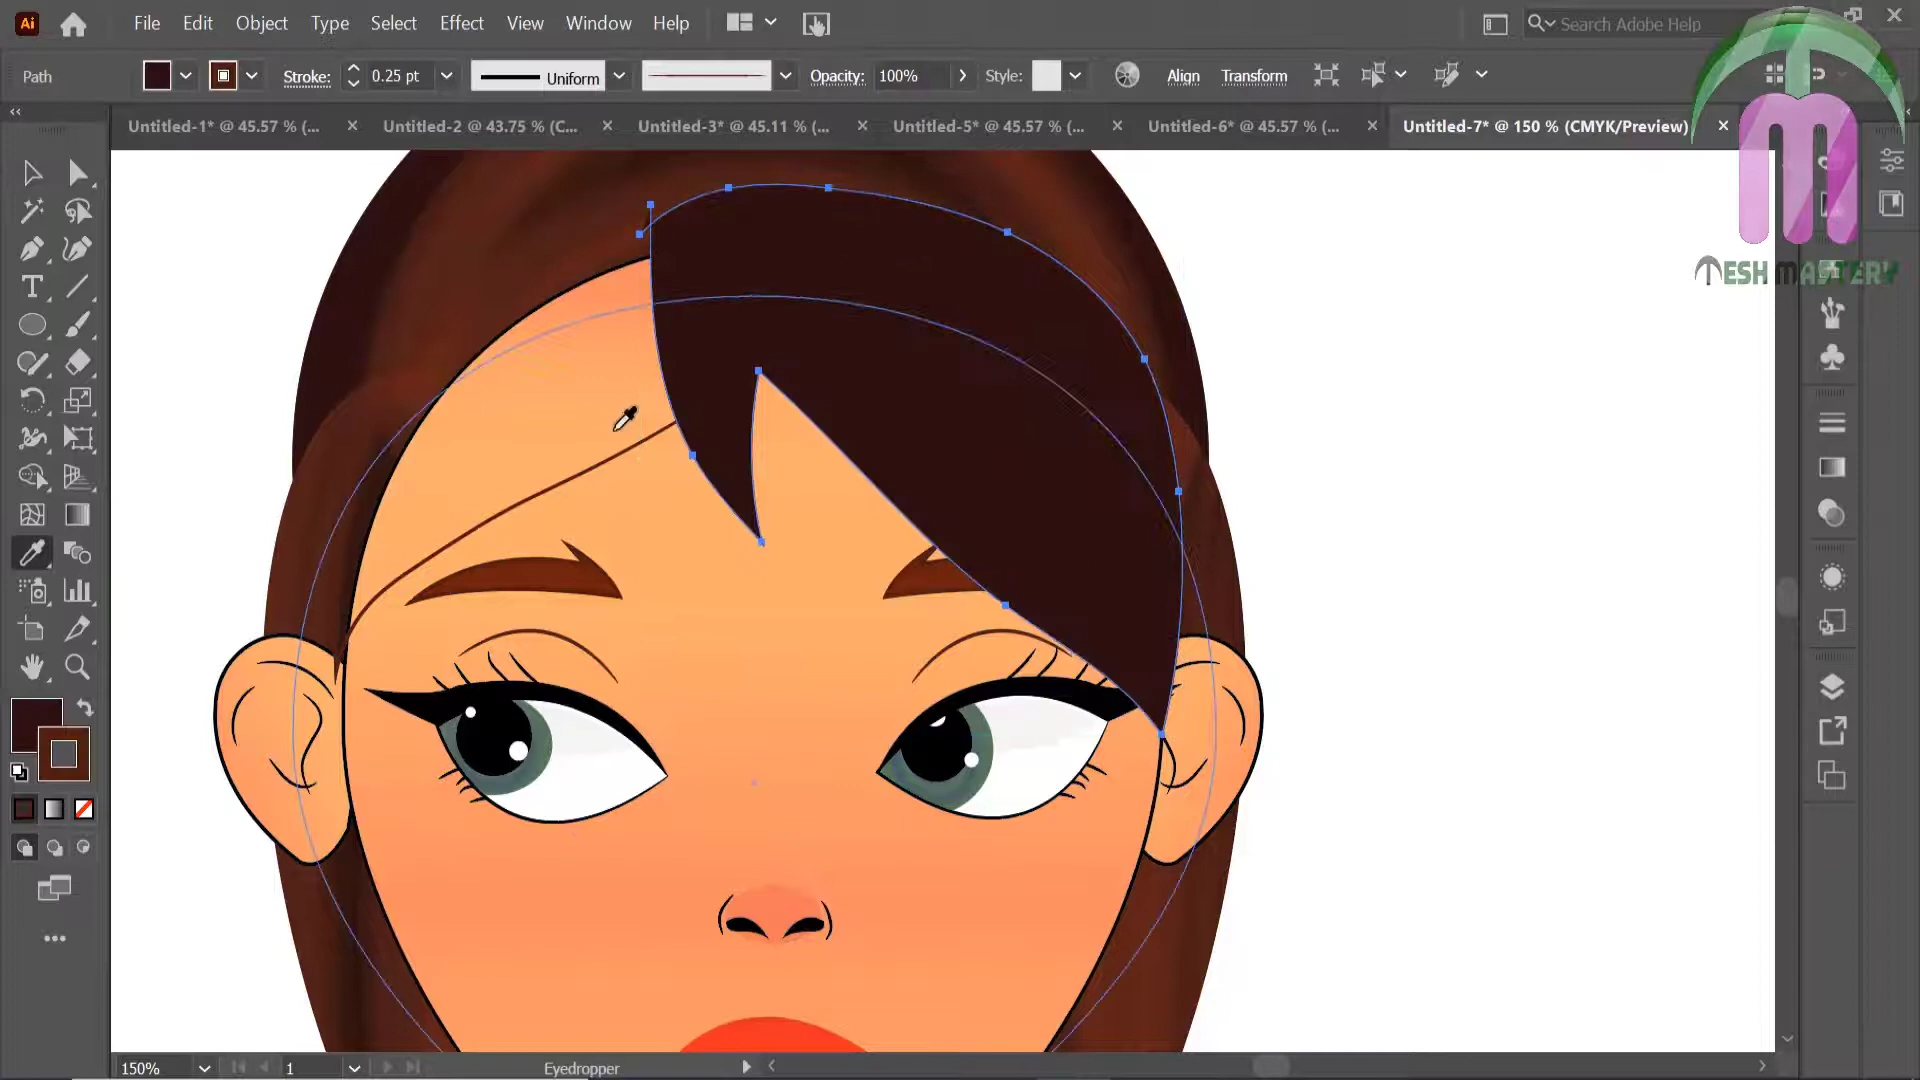 Ai File Edit Object Type Select Effect View Window Help Search Adobe Help
Path Stroke: 0.25 pt Uniform Opacity: 100% Style: Align Transform
Untitled-1* @ 45.57 % (... Untitled-2 @ 43.75 % (C... Untitled-3* @ 45.11 % (... Untitled-5* @ 45.57 % (... Untitled-6* @ 45.57 % (... Untitled-7* @ 150 % (CMYK/Preview)
MESH MASTERY
150% 1 Eyedropper